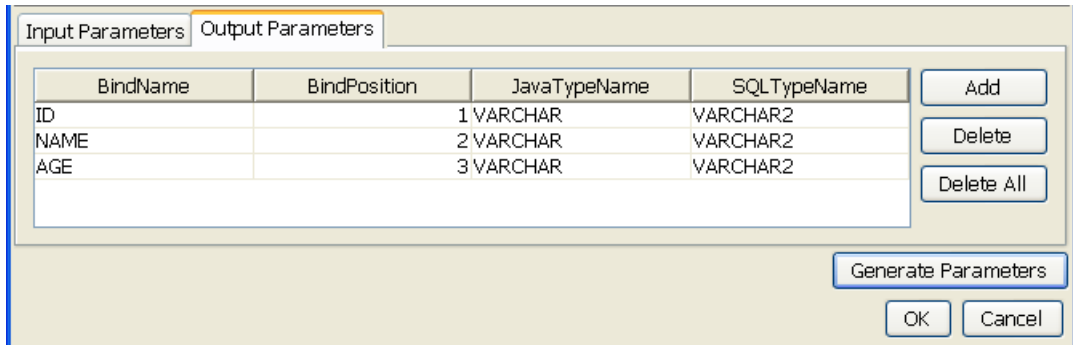 Input Parameters Output Parameters
BindName BindPosition JavaTypeName SQLTypeName Add
ID 1 VARCHAR VARCHAR2
NAME 2 VARCHAR VARCHAR2 Delete
AGE 3 VARCHAR VARCHAR2
Delete All
Generate Parameters
OK Cancel